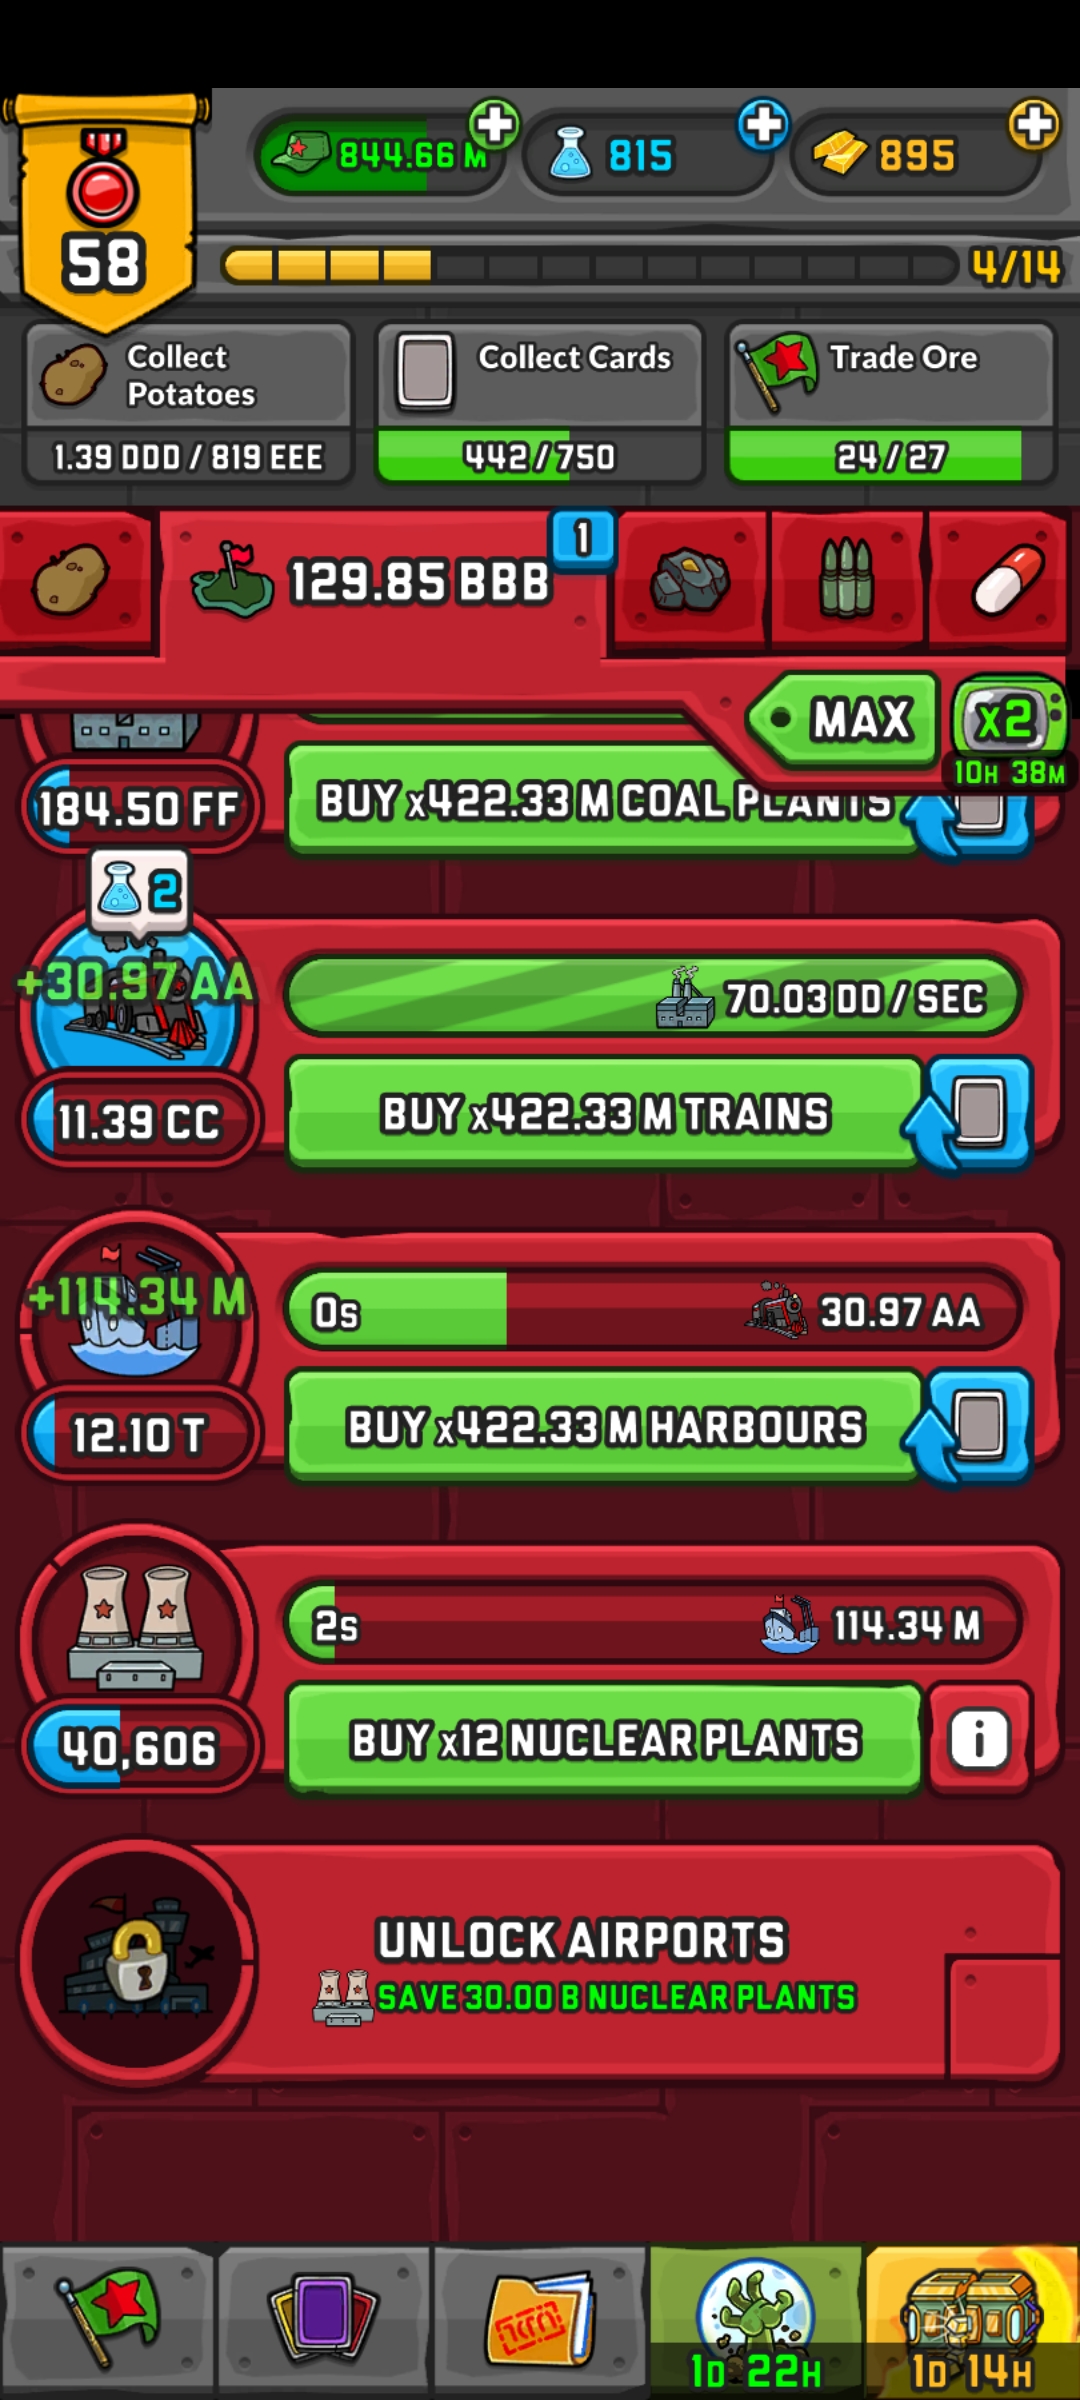 844.66 M
815
895
58
4/14
Collect Potatoes
Collect Cards
Trade Ore
1.39 DDD / 819 EEE
442/750
24/27
129.85 BBB
1
MAX
x2
10H 38M
184.50 FF
BUY x422.33 M COAL PLANTS
2
+30.97 AA
70.03 DD / SEC
11.39 CC
BUY x422.33 M TRAINS
+114.34 M
0s
30.97 AA
12.10 T
BUY x422.33 M HARBOURS
2s
114.34 M
40,606
BUY x12 NUCLEAR PLANTS
i
UNLOCK AIRPORTS
SAVE 30.00 B NUCLEAR PLANTS
1D 22H
1D 14H